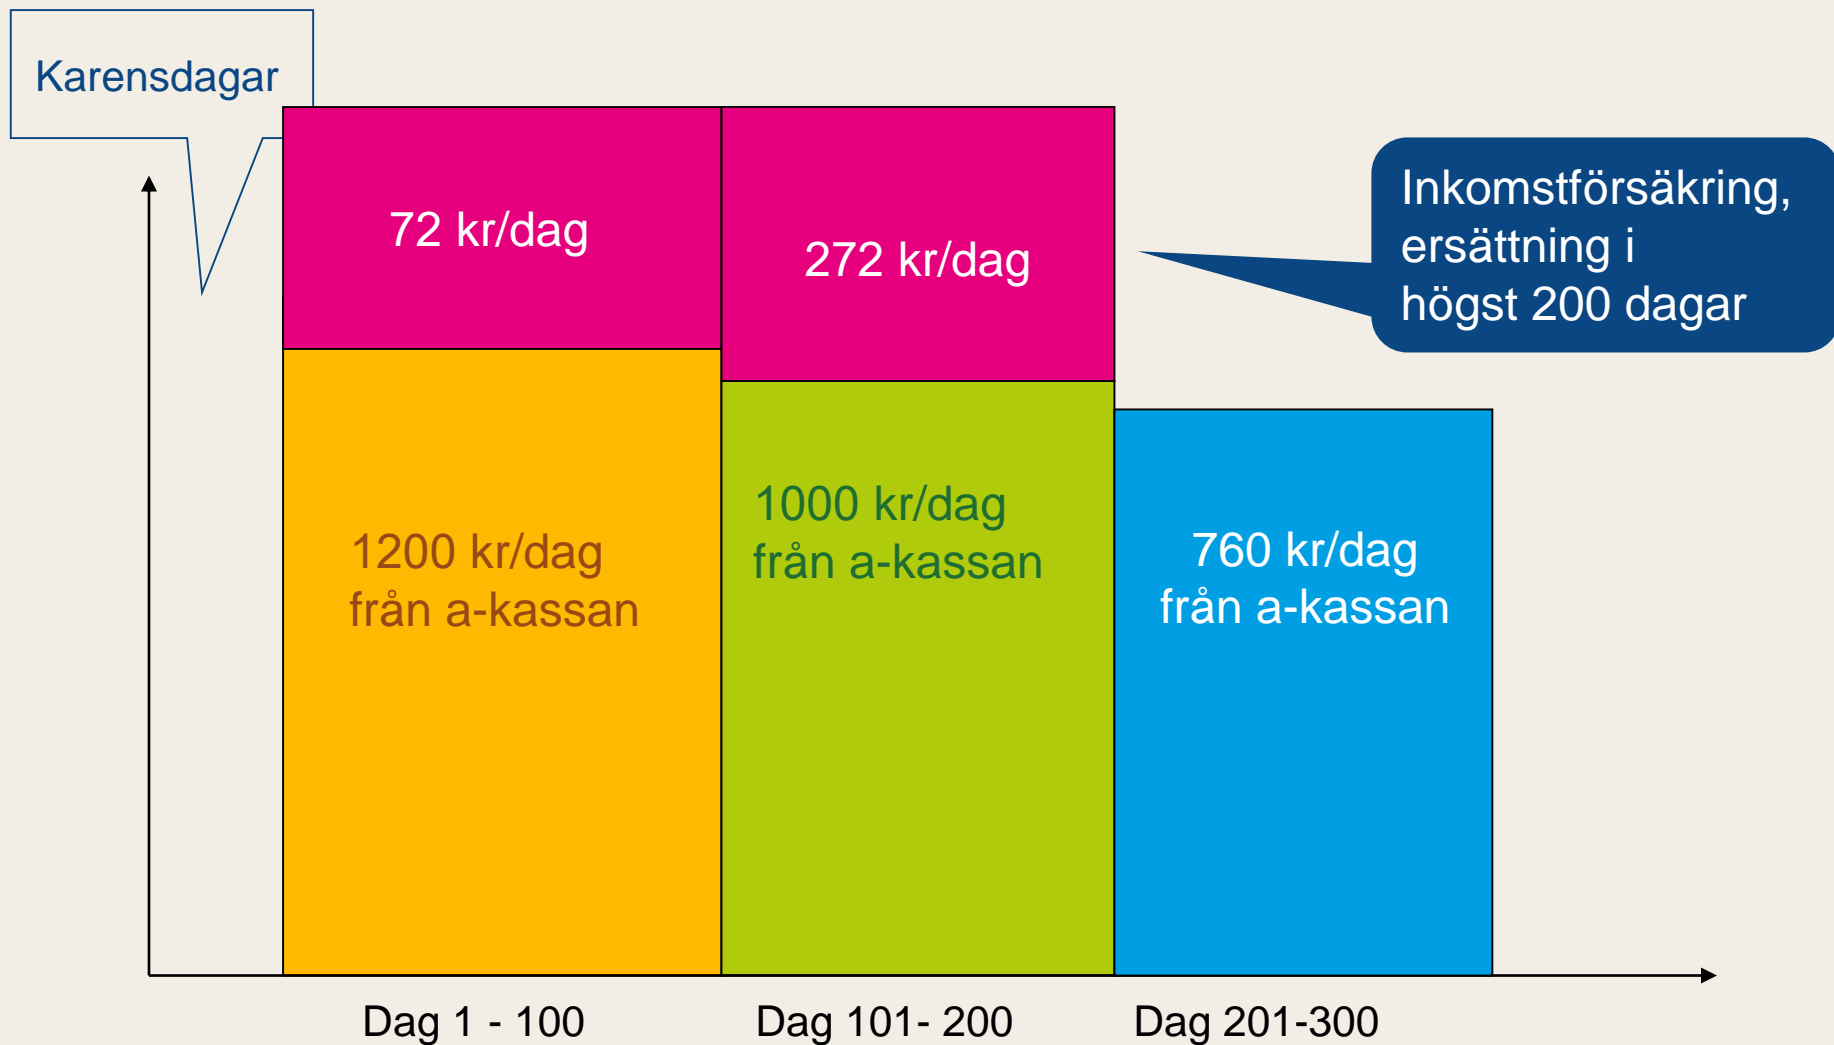 Karensdagar
72 kr/dag
272 kr/dag
Inkomstförsäkring,
ersättning i
högst 200 dagar
1200 kr/dag
från a-kassan
1000 kr/dag
från a-kassan
760 kr/dag
från a-kassan
Dag 1 - 100
Dag 101- 200
Dag 201-300